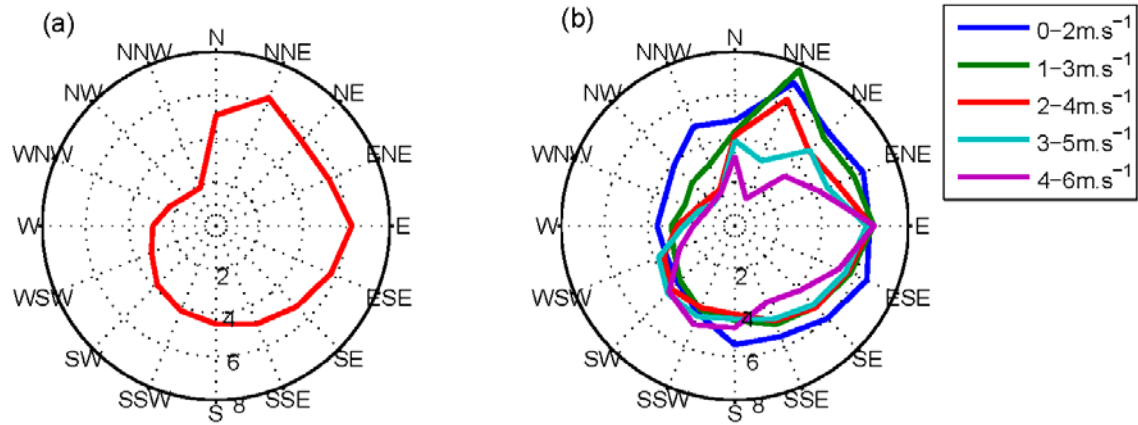 (a)
N
NNE
NE
ENE
E
ESE
SE
SSE
S
SSW
SW
WSW
W
WNW
NW
NNW
2
4
6
8
(b)
N
NNE
NE
ENE
E
ESE
SE
SSE
S
SSW
SW
WSW
W
WNW
NW
NNW
2
4
6
8
0−2m.s⁻¹
1−3m.s⁻¹
2−4m.s⁻¹
3−5m.s⁻¹
4−6m.s⁻¹